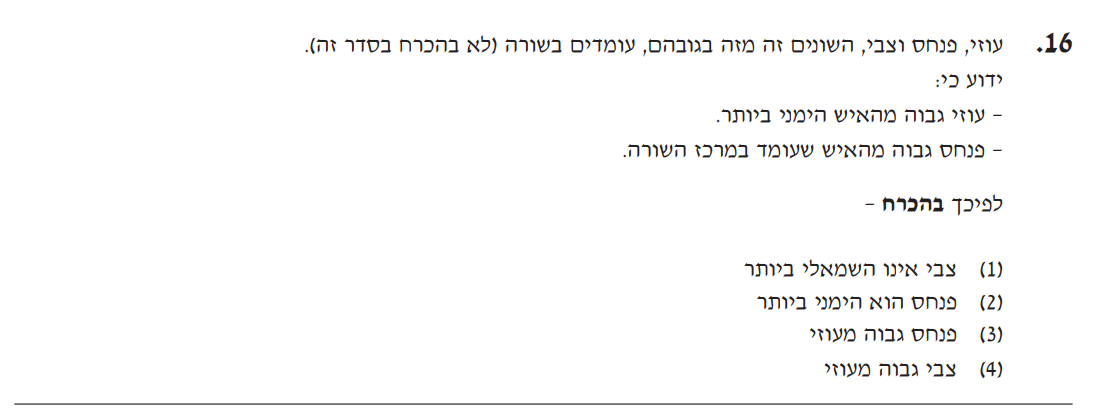 16. עוזי, פנחס וצבי, השונים זה מזה בגובהם, עומדים בשורה (לא בהכרח בסדר זה).
ידוע כי:
– עוזי גבוה מהאיש הימני ביותר.
– פנחס גבוה מהאיש שעומד במרכז השורה.
לפיכך בהכרח –
(1) צבי אינו השמאלי ביותר
(2) פנחס הוא הימני ביותר
(3) פנחס גבוה מעוזי
(4) צבי גבוה מעוזי